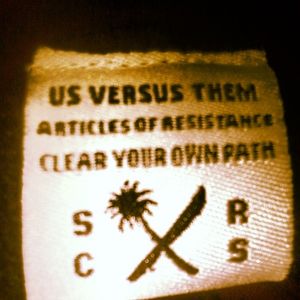 US VERSUS THEM
ARTICLES OF RESISTANCE
CLEAR YOUR OWN PATH
S R
C S